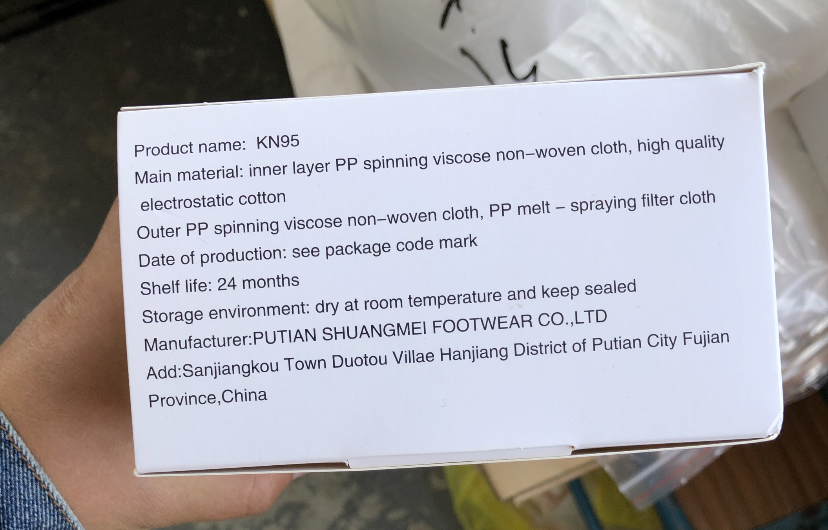 Product name: KN95
Main material: inner layer PP spinning viscose non-woven cloth, high quality
electrostatic cotton
Outer PP spinning viscose non-woven cloth, PP melt – spraying filter cloth
Date of production: see package code mark
Shelf life: 24 months
Storage environment: dry at room temperature and keep sealed
Manufacturer:PUTIAN SHUANGMEI FOOTWEAR CO.,LTD
Add:Sanjiangkou Town Duotou Villae Hanjiang District of Putian City Fujian
Province,China